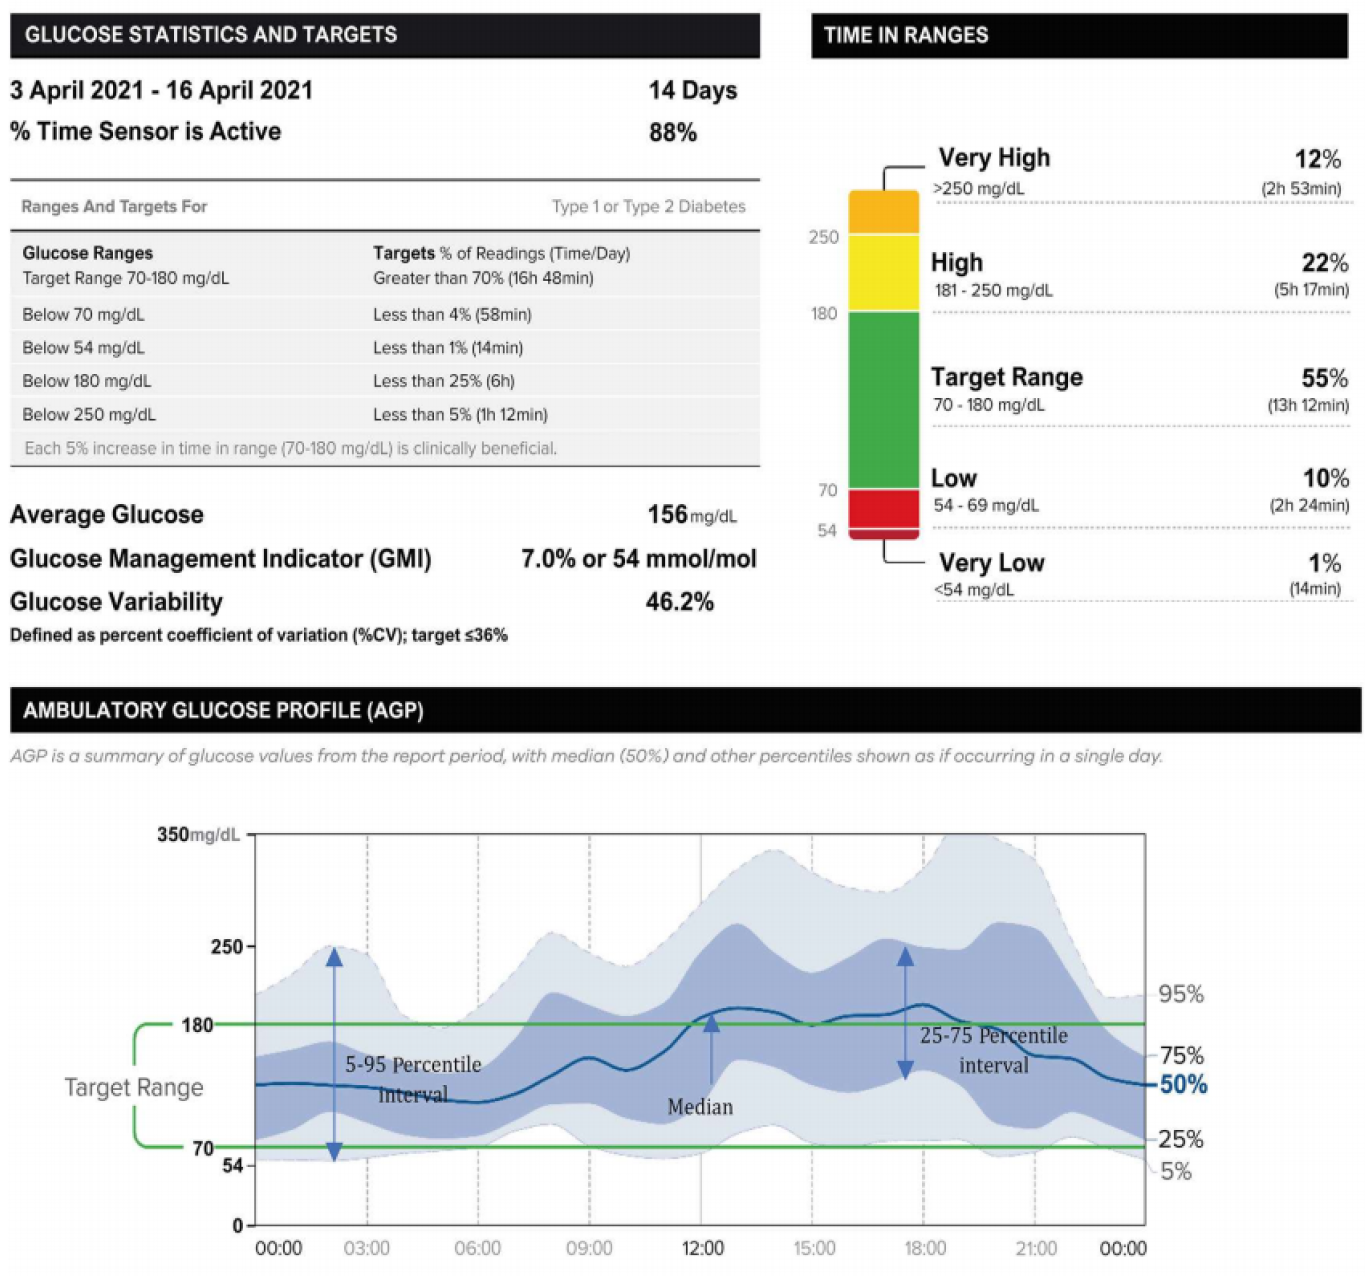 GLUCOSE STATISTICS AND TARGETS
3 April 2021 - 16 April 2021 14 Days
% Time Sensor is Active 88%
Ranges And Targets For Type 1 or Type 2 Diabetes
Glucose Ranges Targets % of Readings (Time/Day)
Target Range 70-180 mg/dL Greater than 70% (16h 48min)
Below 70 mg/dL Less than 4% (58min)
Below 54 mg/dL Less than 1% (14min)
Below 180 mg/dL Less than 25% (6h)
Below 250 mg/dL Less than 5% (1h 12min)
Each 5% increase in time in range (70-180 mg/dL) is clinically beneficial.
Average Glucose 156 mg/dL
Glucose Management Indicator (GMI) 7.0% or 54 mmol/mol
Glucose Variability 46.2%
Defined as percent coefficient of variation (%CV); target ≤36%
TIME IN RANGES
Very High 12%
>250 mg/dL (2h 53min)
250
High 22%
181 - 250 mg/dL (5h 17min)
180
Target Range 55%
70 - 180 mg/dL (13h 12min)
Low 10%
70
54 - 69 mg/dL (2h 24min)
54
Very Low 1%
<54 mg/dL (14min)
AMBULATORY GLUCOSE PROFILE (AGP)
AGP is a summary of glucose values from the report period, with median (50%) and other percentiles shown as if occurring in a single day.
350mg/dL
250
95%
180
25-75 Percentile
interval
75%
5-95 Percentile
interval
Target Range
50%
Median
25%
70
54
5%
0
00:00 03:00 06:00 09:00 12:00 15:00 18:00 21:00 00:00